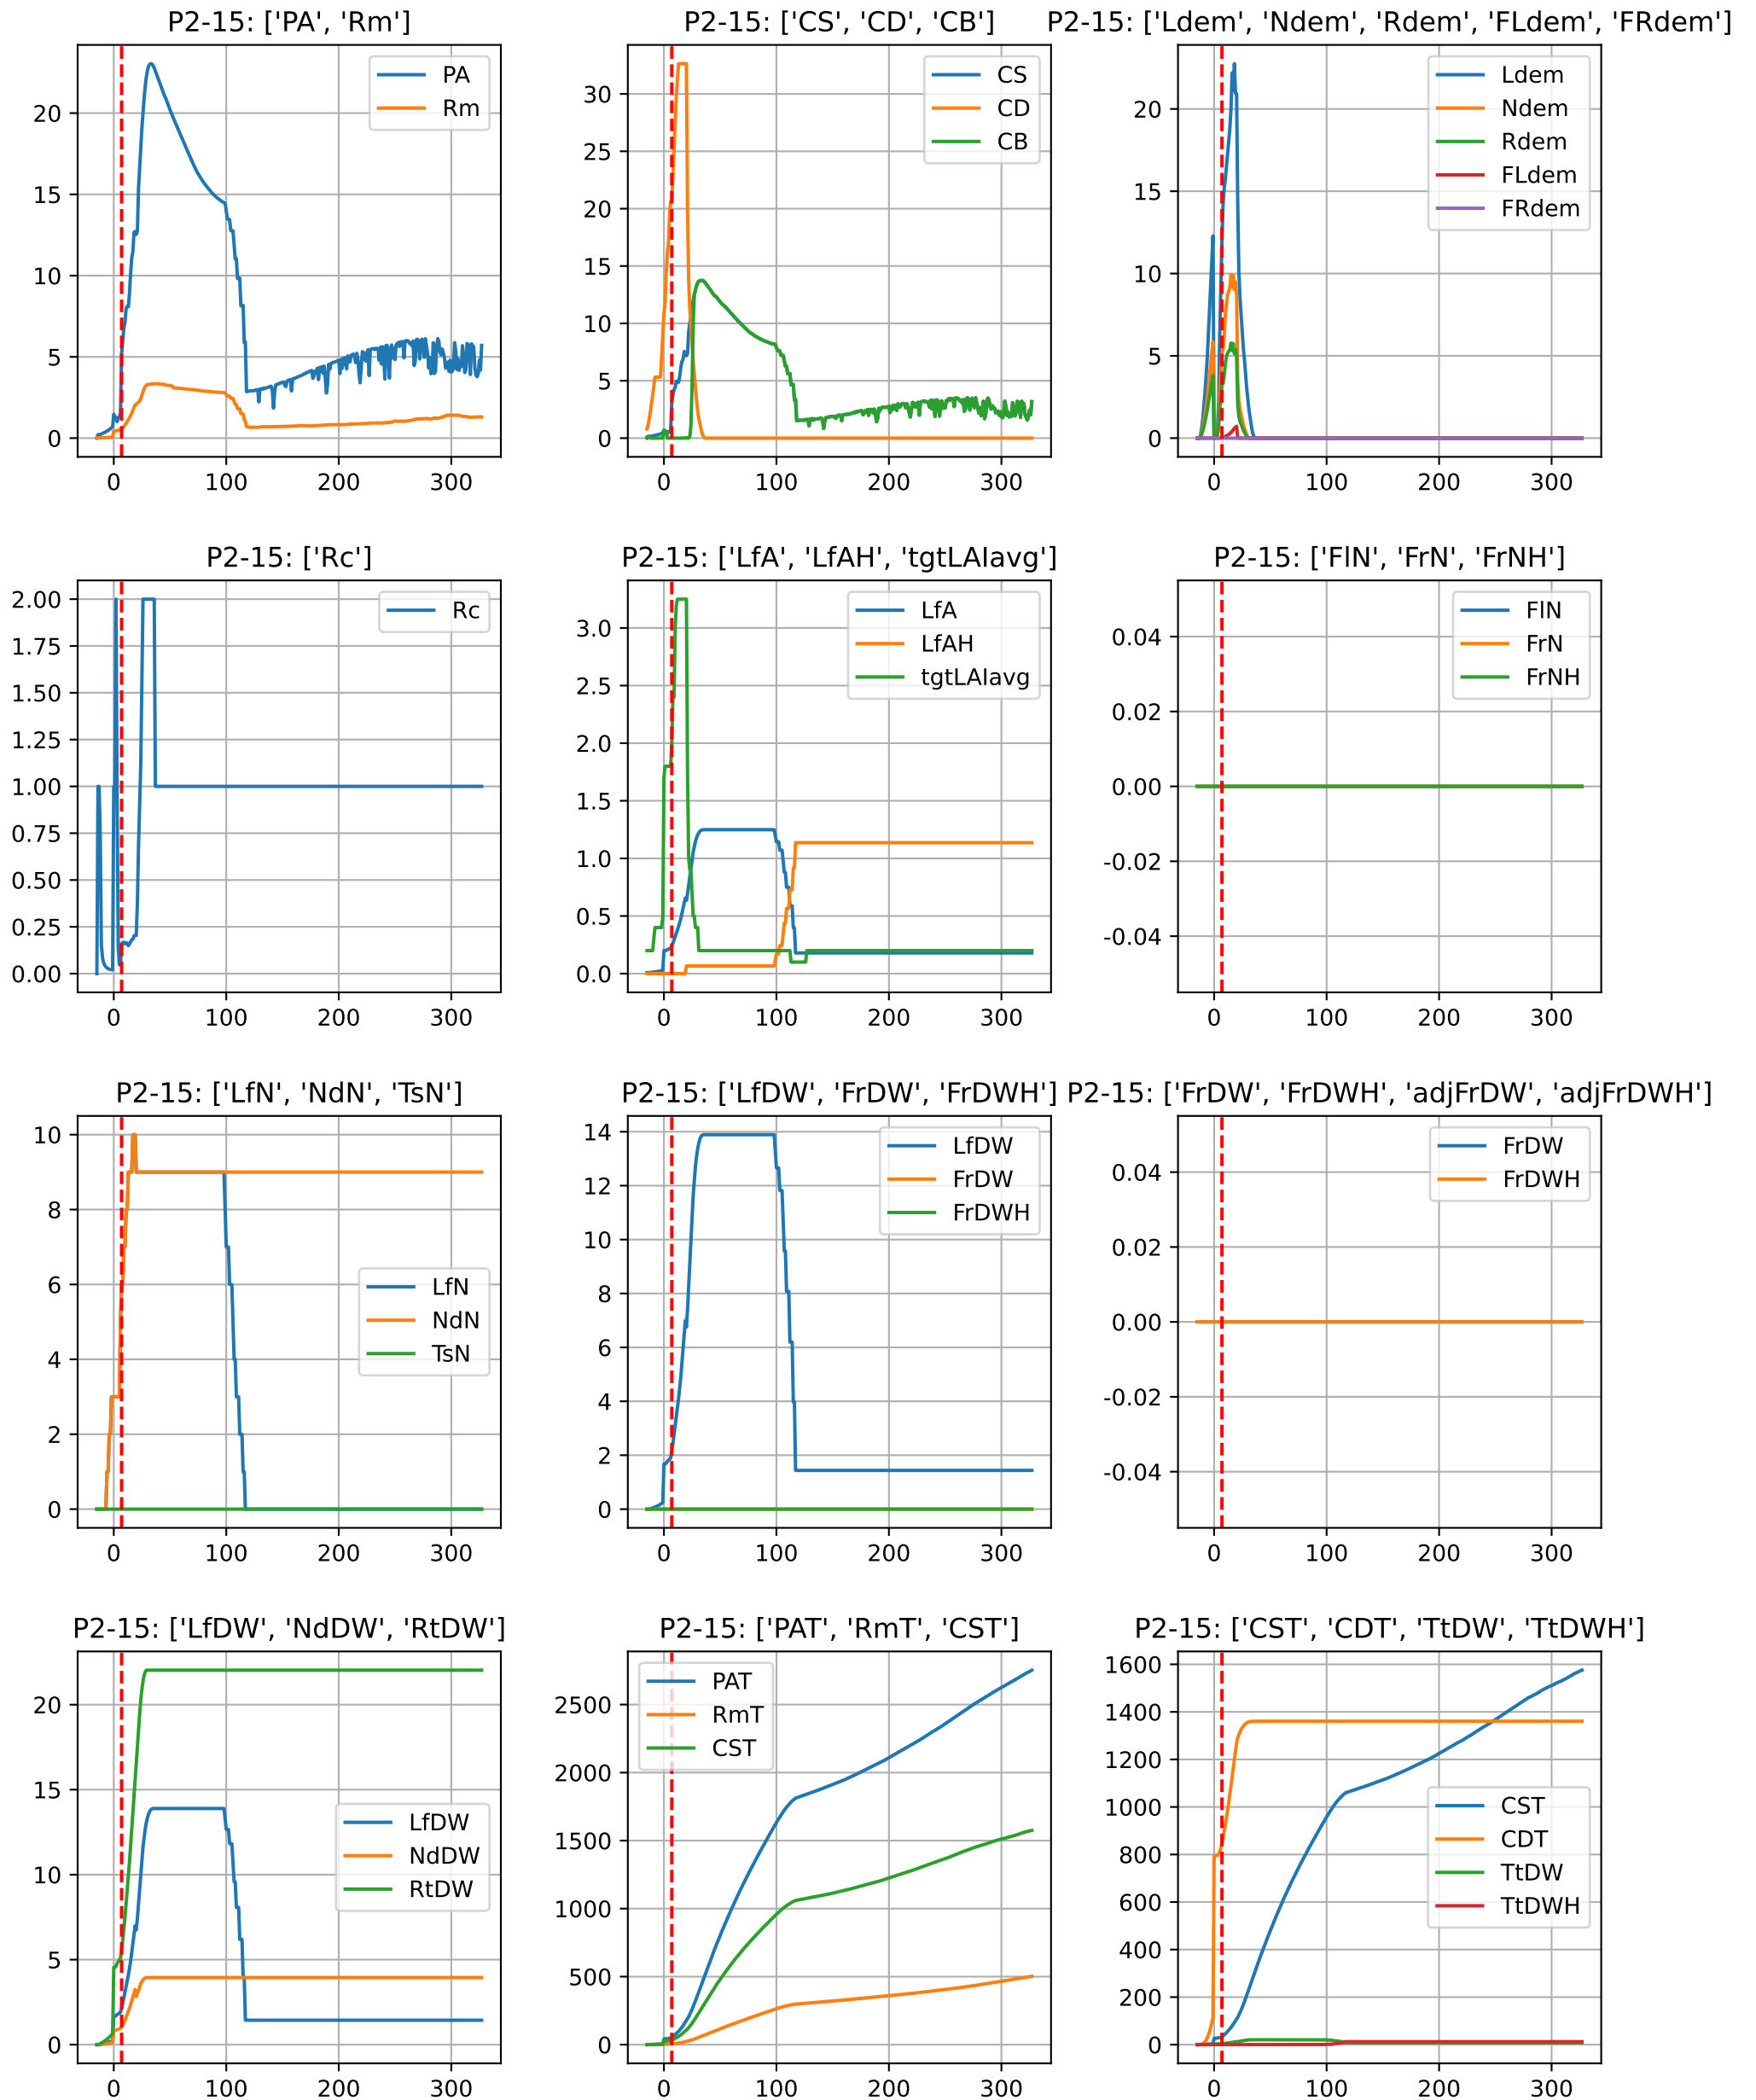 P2-15: ['PA', 'Rm']
PA
Rm
0
5
10
15
20
0
100
200
300
P2-15: ['CS', 'CD', 'CB']
CS
CD
CB
0
5
10
15
20
25
30
0
100
200
300
P2-15: ['Ldem', 'Ndem', 'Rdem', 'FLdem', 'FRdem']
Ldem
Ndem
Rdem
FLdem
FRdem
0
5
10
15
20
0
100
200
300
P2-15: ['Rc']
Rc
0.00
0.25
0.50
0.75
1.00
1.25
1.50
1.75
2.00
0
100
200
300
P2-15: ['LfA', 'LfAH', 'tgtLAIavg']
LfA
LfAH
tgtLAIavg
0.0
0.5
1.0
1.5
2.0
2.5
3.0
0
100
200
300
P2-15: ['FlN', 'FrN', 'FrNH']
FlN
FrN
FrNH
0.04
0.02
0.00
-0.02
-0.04
0
100
200
300
P2-15: ['LfN', 'NdN', 'TsN']
LfN
NdN
TsN
0
2
4
6
8
10
0
100
200
300
P2-15: ['LfDW', 'FrDW', 'FrDWH']
LfDW
FrDW
FrDWH
0
2
4
6
8
10
12
14
0
100
200
300
P2-15: ['FrDW', 'FrDWH', 'adjFrDW', 'adjFrDWH']
FrDW
FrDWH
0.04
0.02
0.00
-0.02
-0.04
0
100
200
300
P2-15: ['LfDW', 'NdDW', 'RtDW']
LfDW
NdDW
RtDW
0
5
10
15
20
0
100
200
300
P2-15: ['PAT', 'RmT', 'CST']
PAT
RmT
CST
0
500
1000
1500
2000
2500
0
100
200
300
P2-15: ['CST', 'CDT', 'TtDW', 'TtDWH']
CST
CDT
TtDW
TtDWH
0
200
400
600
800
1000
1200
1400
1600
0
100
200
300